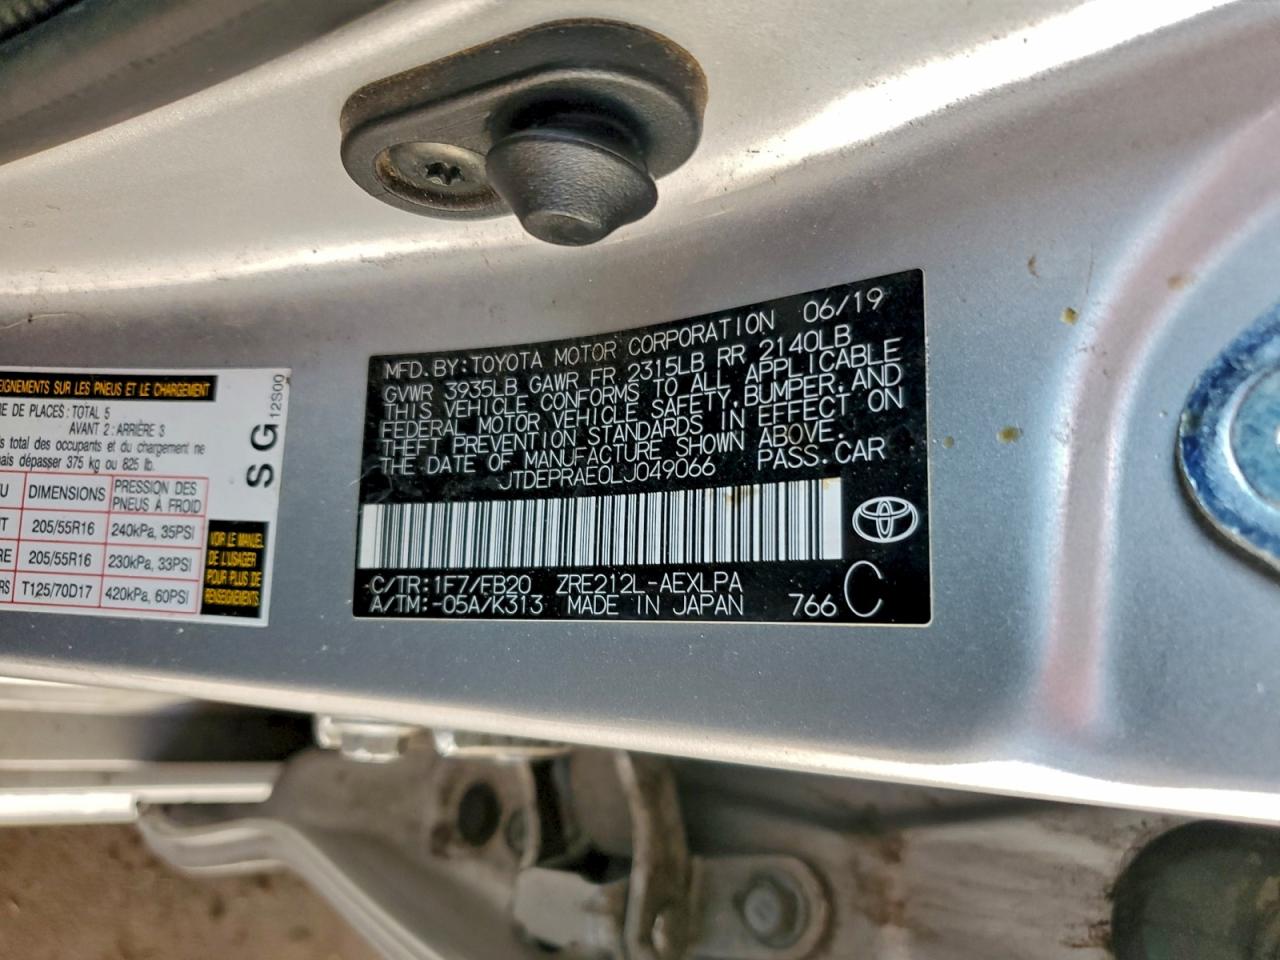 EIGNEMENTS SUR LES PNEUS ET LE CHARGEMENT
RE DE PLACES : TOTAL 5
AVANT 2 : ARRIÈRE 3
s total des occupants et du chargement ne
mais dépasser 375 kg ou 825 lb.
U DIMENSIONS PRESSION DES PNEUS À FROID
NT 205/55R16 240kPa, 35PSI
RE 205/55R16 230kPa, 33PSI
RS T125/70D17 420kPa, 60PSI
VOIR LE MANUEL
DE L'USAGER
POUR PLUS DE
RENSEIGNEMENTS
S G 12S00
MFD. BY: TOYOTA MOTOR CORPORATION 06/19
GVWR 3935LB GAWR FR 2315LB RR 2140LB
THIS VEHICLE CONFORMS TO ALL APPLICABLE
FEDERAL MOTOR VEHICLE SAFETY, BUMPER, AND
THEFT PREVENTION STANDARDS IN EFFECT ON
THE DATE OF MANUFACTURE SHOWN ABOVE.
JTDEPRAE0LJ049066 PASS. CAR
C/TR: 1F7/FB20 ZRE212L-AEXLPA
A/TM: -05A/K313 MADE IN JAPAN 766 C